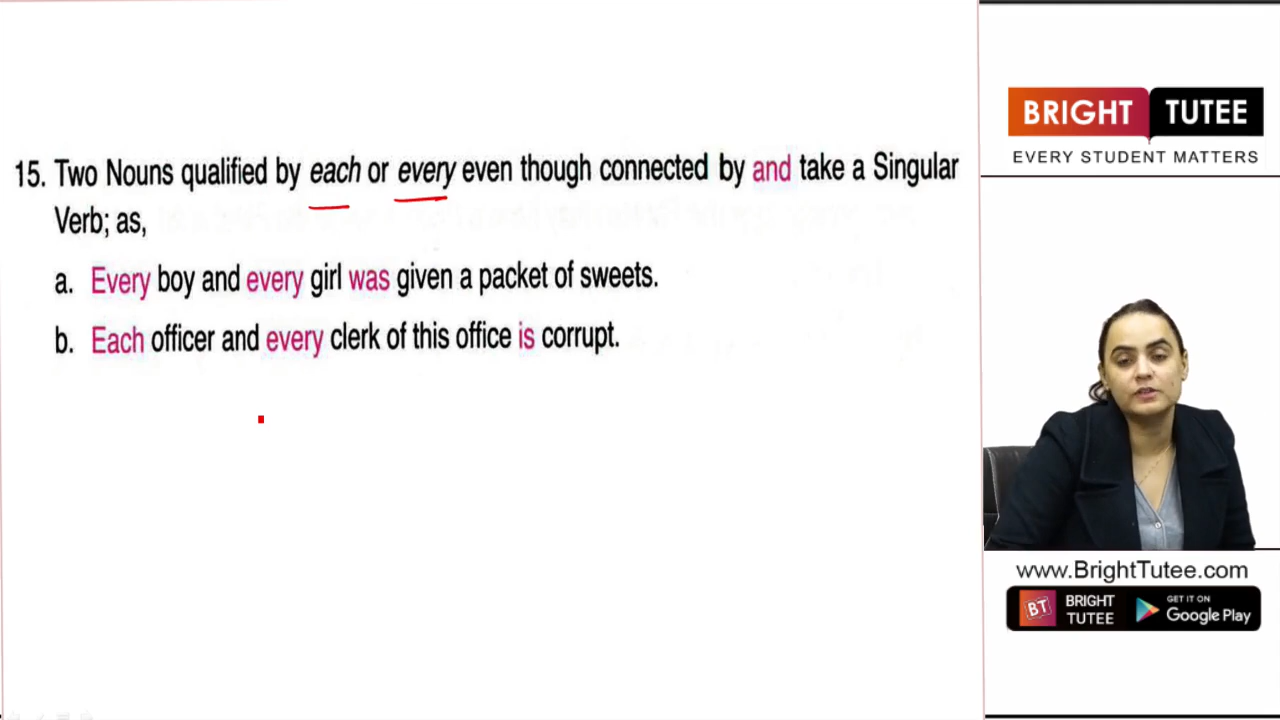 15. Two Nouns qualified by each or every even though connected by and take a Singular
Verb; as,
a. Every boy and every girl was given a packet of sweets.
b. Each officer and every clerk of this office is corrupt.
BRIGHT TUTEE
EVERY STUDENT MATTERS
www.BrightTutee.com
BT
BRIGHT
TUTEE
GET IT ON
Google Play